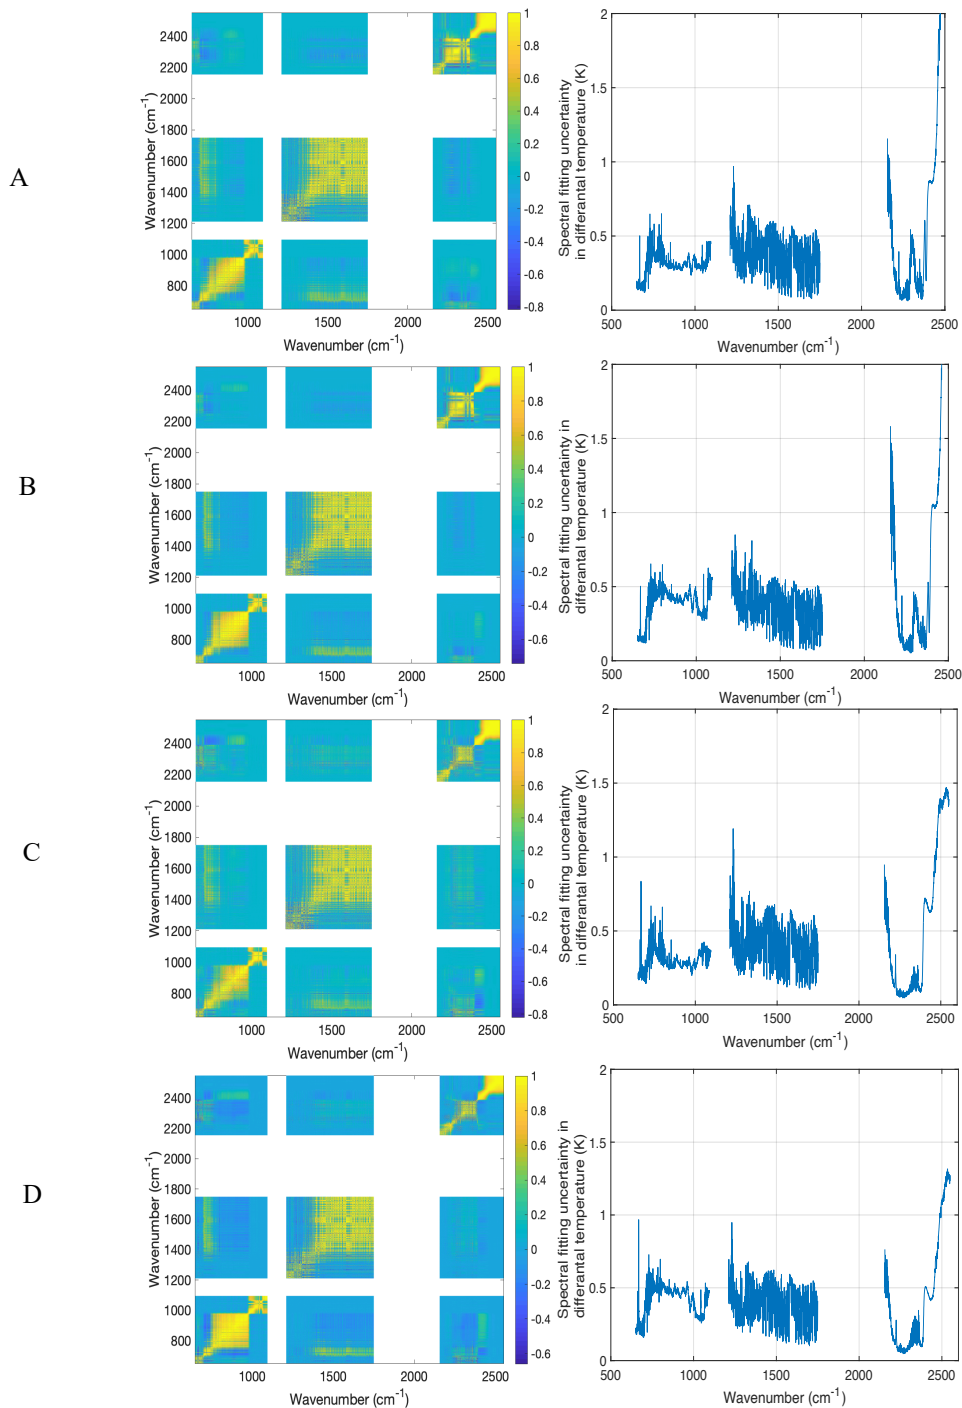 A
Wavenumber (cm-1)
2400
2200
2000
1800
1600
1400
1200
1000
800
1000 1500 2000 2500
Wavenumber (cm-1)
1
0.8
0.6
0.4
0.2
0
-0.2
-0.4
-0.6
-0.8
Spectral fitting uncertainty
in differantal temperature (K)
2
1.5
1
0.5
0
500 1000 1500 2000 2500
Wavenumber (cm-1)
B
Wavenumber (cm-1)
2400
2200
2000
1800
1600
1400
1200
1000
800
1000 1500 2000 2500
Wavenumber (cm-1)
1
0.8
0.6
0.4
0.2
0
-0.2
-0.4
-0.6
Spectral fitting uncertainty in
differantal temperature (K)
2
1.5
1
0.5
0
500 1000 1500 2000 2500
Wavenumber (cm-1)
C
Wavenumber (cm-1)
2400
2200
2000
1800
1600
1400
1200
1000
800
1000 1500 2000 2500
Wavenumber (cm-1)
1
0.8
0.6
0.4
0.2
0
-0.2
-0.4
-0.6
-0.8
Spectral fitting uncertainty
in differantal temperature (K)
2
1.5
1
0.5
0
500 1000 1500 2000 2500
Wavenumber (cm-1)
D
Wavenumber (cm-1)
2400
2200
2000
1800
1600
1400
1200
1000
800
1000 1500 2000 2500
Wavenumber (cm-1)
1
0.8
0.6
0.4
0.2
0
-0.2
-0.4
-0.6
Spectral fitting uncertainty in
differantal temperature (K)
2
1.5
1
0.5
0
500 1000 1500 2000 2500
Wavenumber (cm-1)